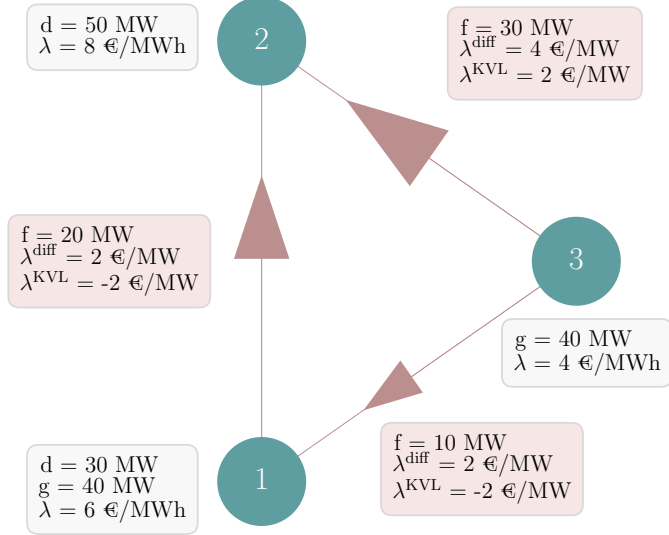 d = 50 MW
λ = 8 €/MWh
2
f = 30 MW
λ^diff = 4 €/MW
λ^KVL = 2 €/MW
f = 20 MW
λ^diff = 2 €/MW
λ^KVL = -2 €/MW
3
g = 40 MW
λ = 4 €/MWh
f = 10 MW
λ^diff = 2 €/MW
λ^KVL = -2 €/MW
d = 30 MW
g = 40 MW
λ = 6 €/MWh
1